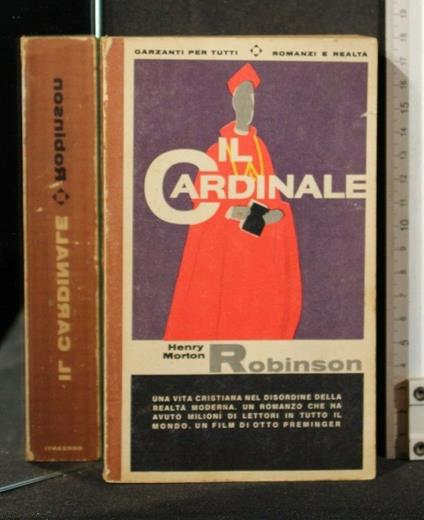 GARZANTI PER TUTTI ROMANZI E REALTÀ
IL
CARDINALE
Henry
Morton
Robinson
UNA VITA CRISTIANA NEL DISORDINE DELLA
REALTÀ MODERNA. UN ROMANZO CHE HA
AVUTO MILIONI DI LETTORI IN TUTTO IL
MONDO. UN FILM DI OTTO PREMINGER
IL CARDINALE Robinson